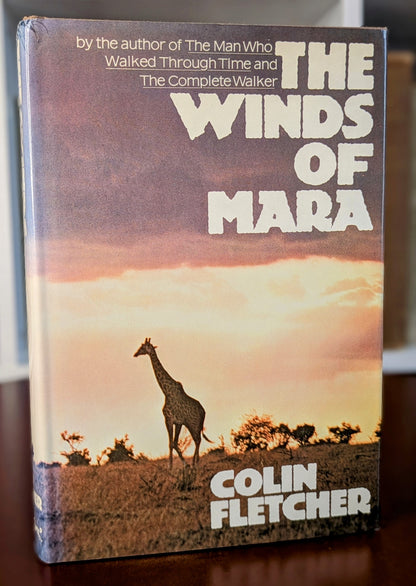 by the author of The Man Who
Walked Through Time and
The Complete Walker
THE
WINDS
OF
MARA
COLIN
FLETCHER